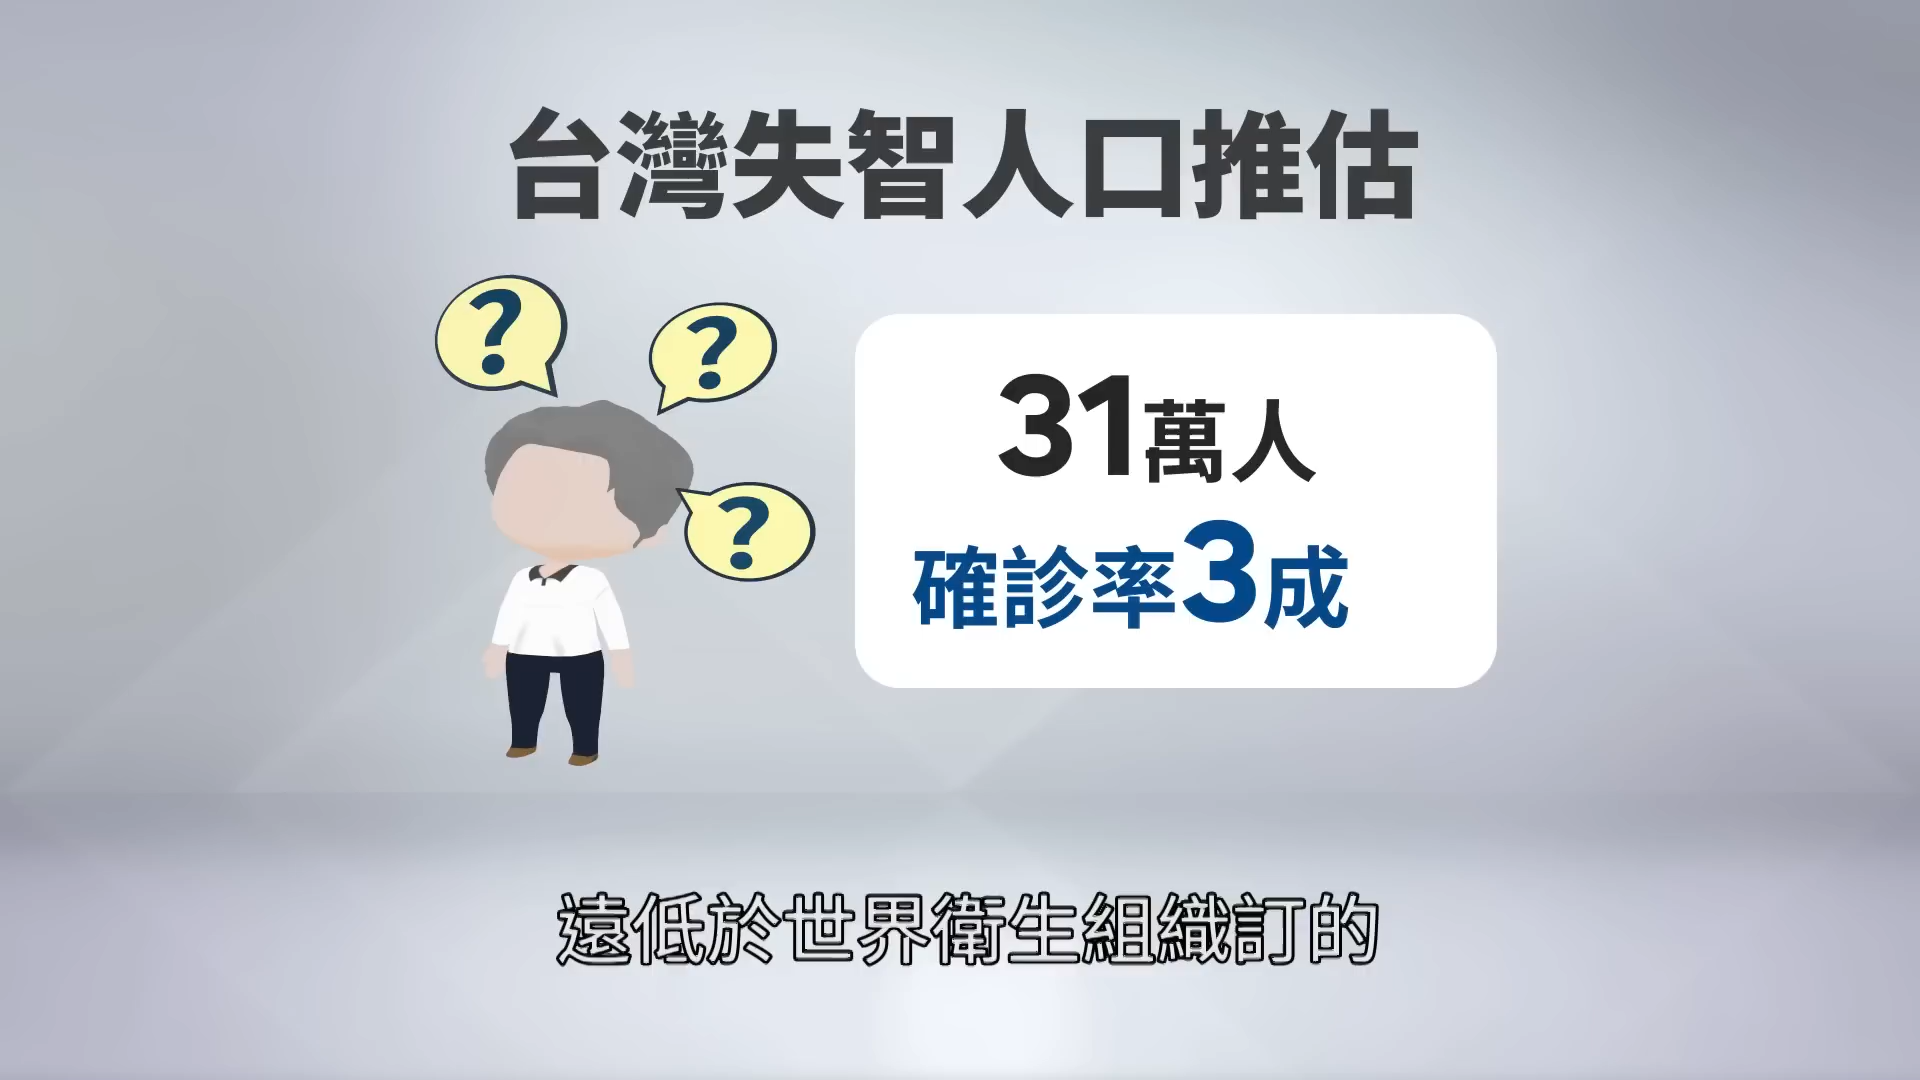 台灣失智人口推估
?
?
?
31萬人
確診率3成
遠低於世界衛生組織訂的